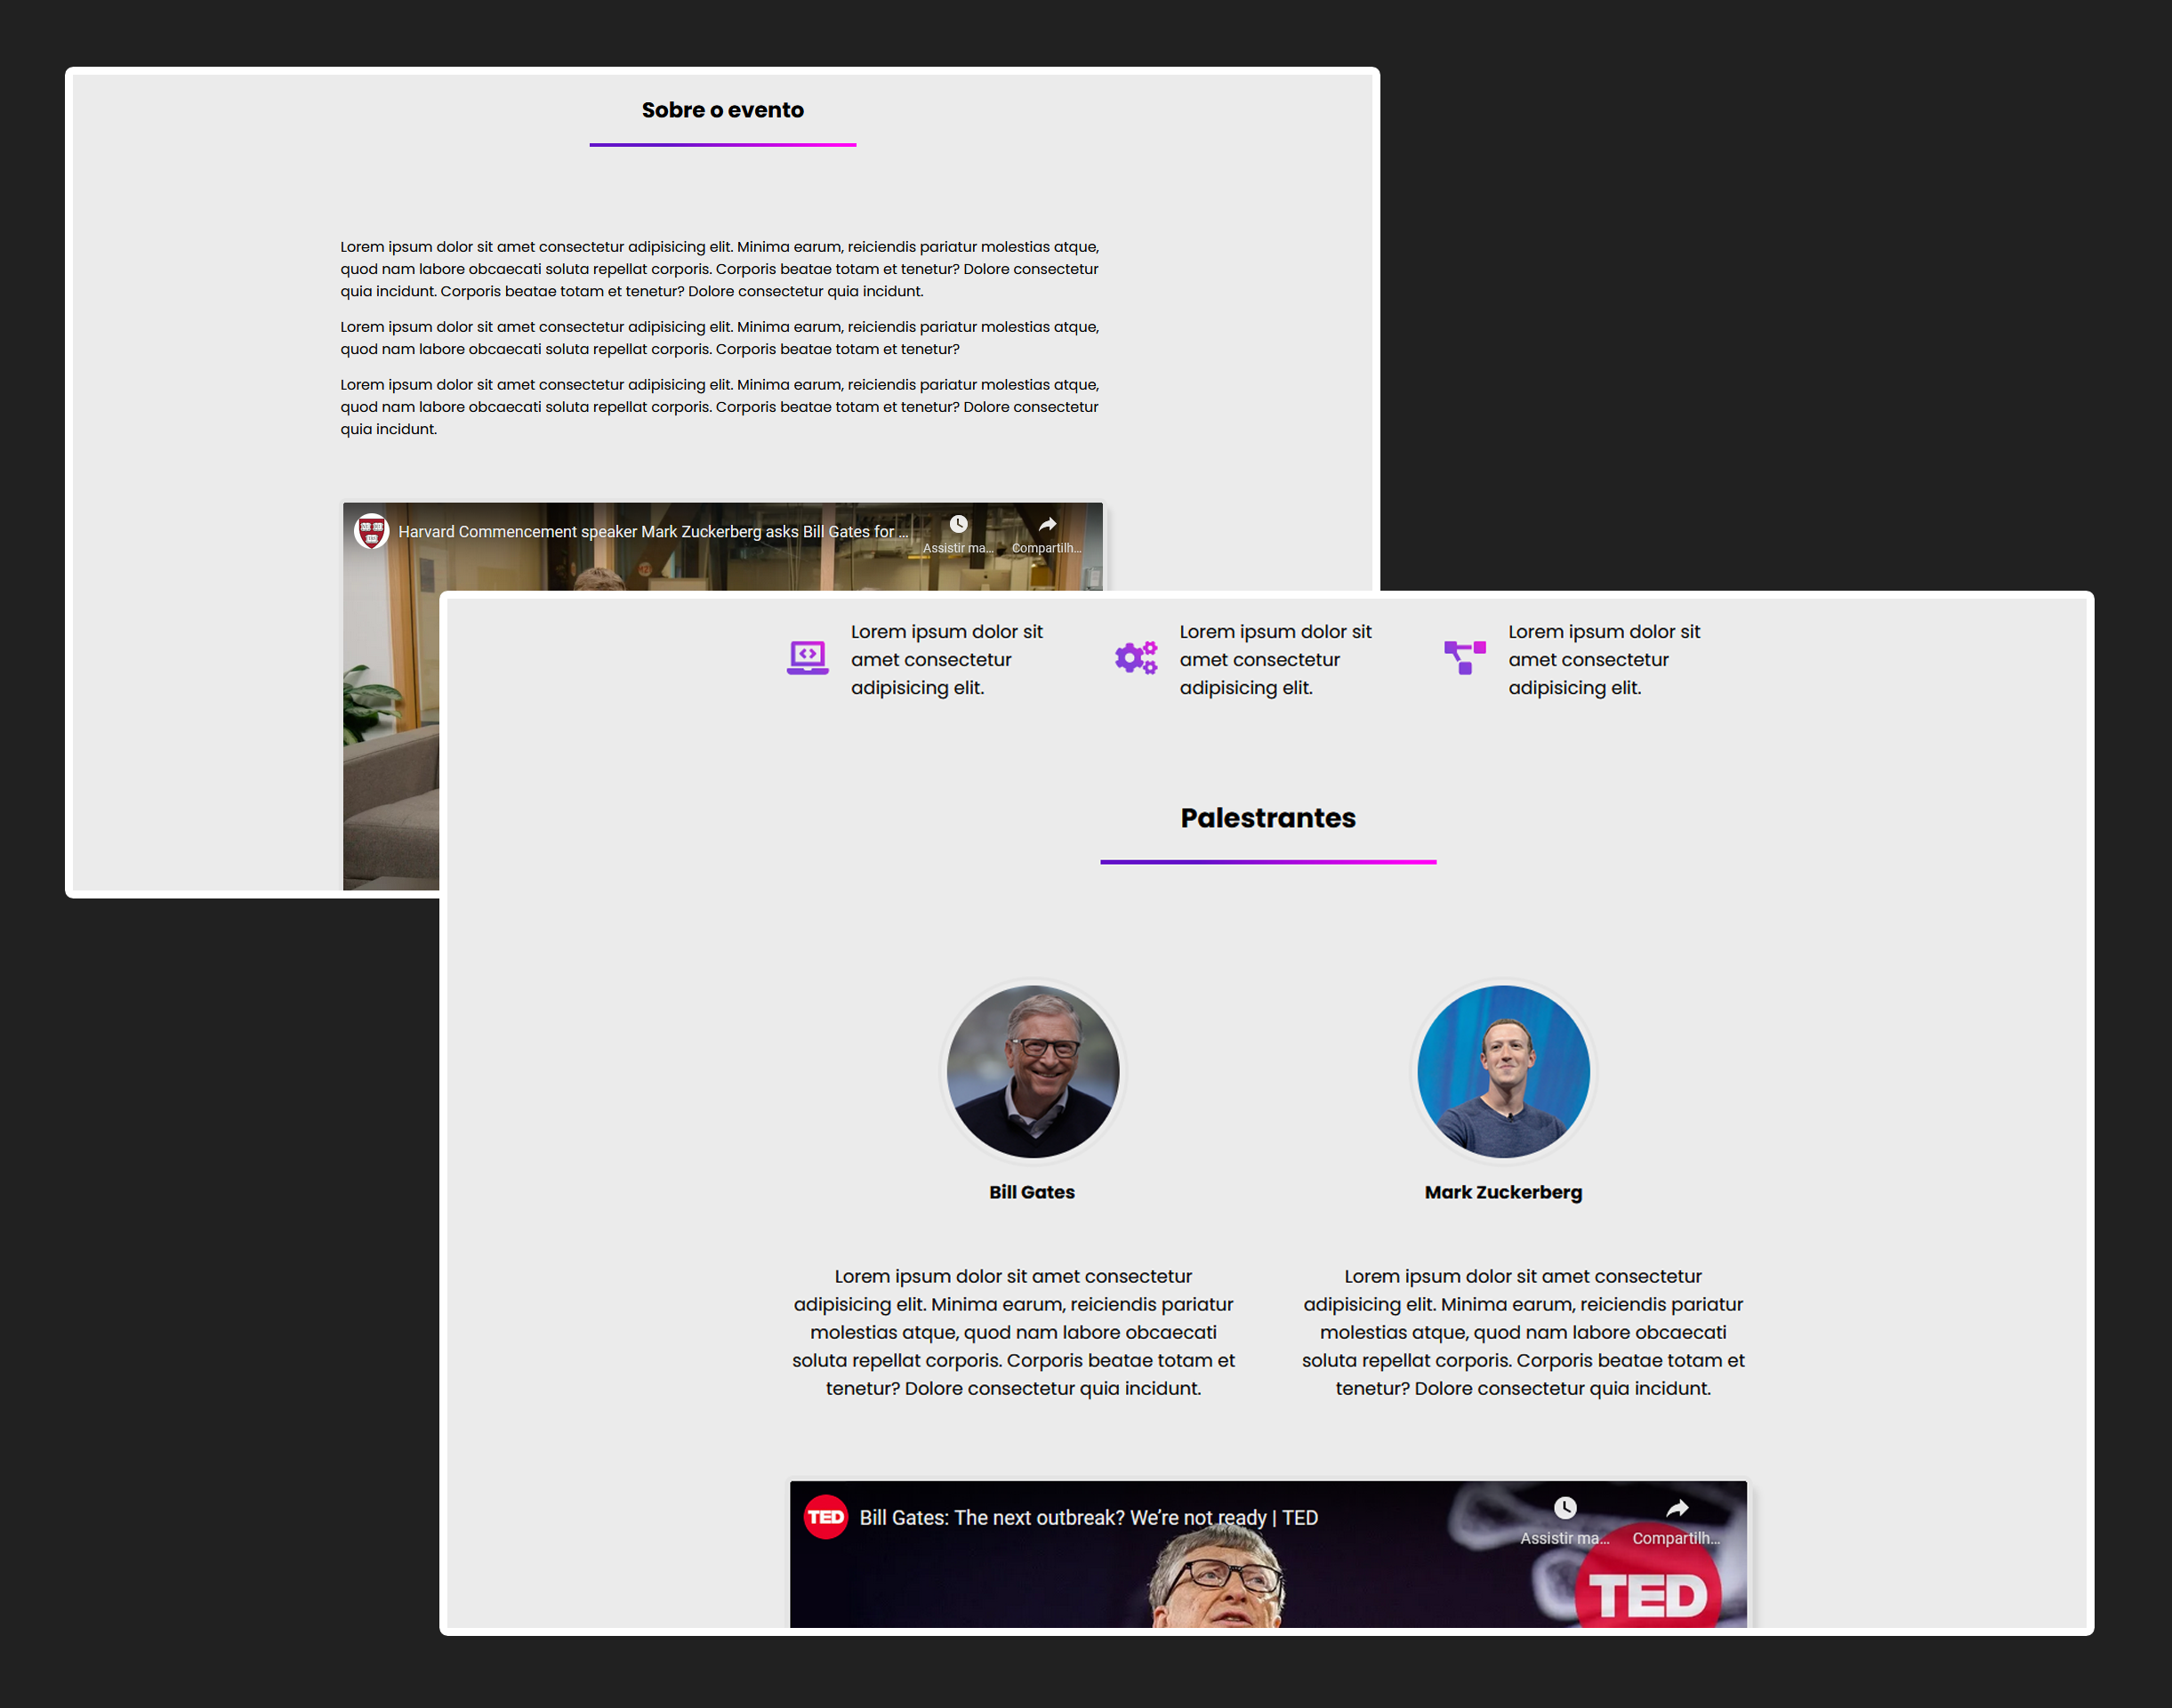 Sobre o evento
Lorem ipsum dolor sit amet consectetur adipisicing elit. Minima earum, reiciendis pariatur molestias atque,
quod nam labore obcaecati soluta repellat corporis. Corporis beatae totam et tenetur? Dolore consectetur
quia incidunt. Corporis beatae totam et tenetur? Dolore consectetur quia incidunt.
Lorem ipsum dolor sit amet consectetur adipisicing elit. Minima earum, reiciendis pariatur molestias atque,
quod nam labore obcaecati soluta repellat corporis. Corporis beatae totam et tenetur?
Lorem ipsum dolor sit amet consectetur adipisicing elit. Minima earum, reiciendis pariatur molestias atque,
quod nam labore obcaecati soluta repellat corporis. Corporis beatae totam et tenetur? Dolore consectetur
quia incidunt.
Harvard Commencement speaker Mark Zuckerberg asks Bill Gates for ...
Assistir ma...
Compartilh...
Lorem ipsum dolor sit
amet consectetur
adipisicing elit.
Lorem ipsum dolor sit
amet consectetur
adipisicing elit.
Lorem ipsum dolor sit
amet consectetur
adipisicing elit.
Palestrantes
Bill Gates
Lorem ipsum dolor sit amet consectetur
adipisicing elit. Minima earum, reiciendis pariatur
molestias atque, quod nam labore obcaecati
soluta repellat corporis. Corporis beatae totam et
tenetur? Dolore consectetur quia incidunt.
Mark Zuckerberg
Lorem ipsum dolor sit amet consectetur
adipisicing elit. Minima earum, reiciendis pariatur
molestias atque, quod nam labore obcaecati
soluta repellat corporis. Corporis beatae totam et
tenetur? Dolore consectetur quia incidunt.
TED
Bill Gates: The next outbreak? We’re not ready | TED
Assistir ma...
Compartilh...
TED